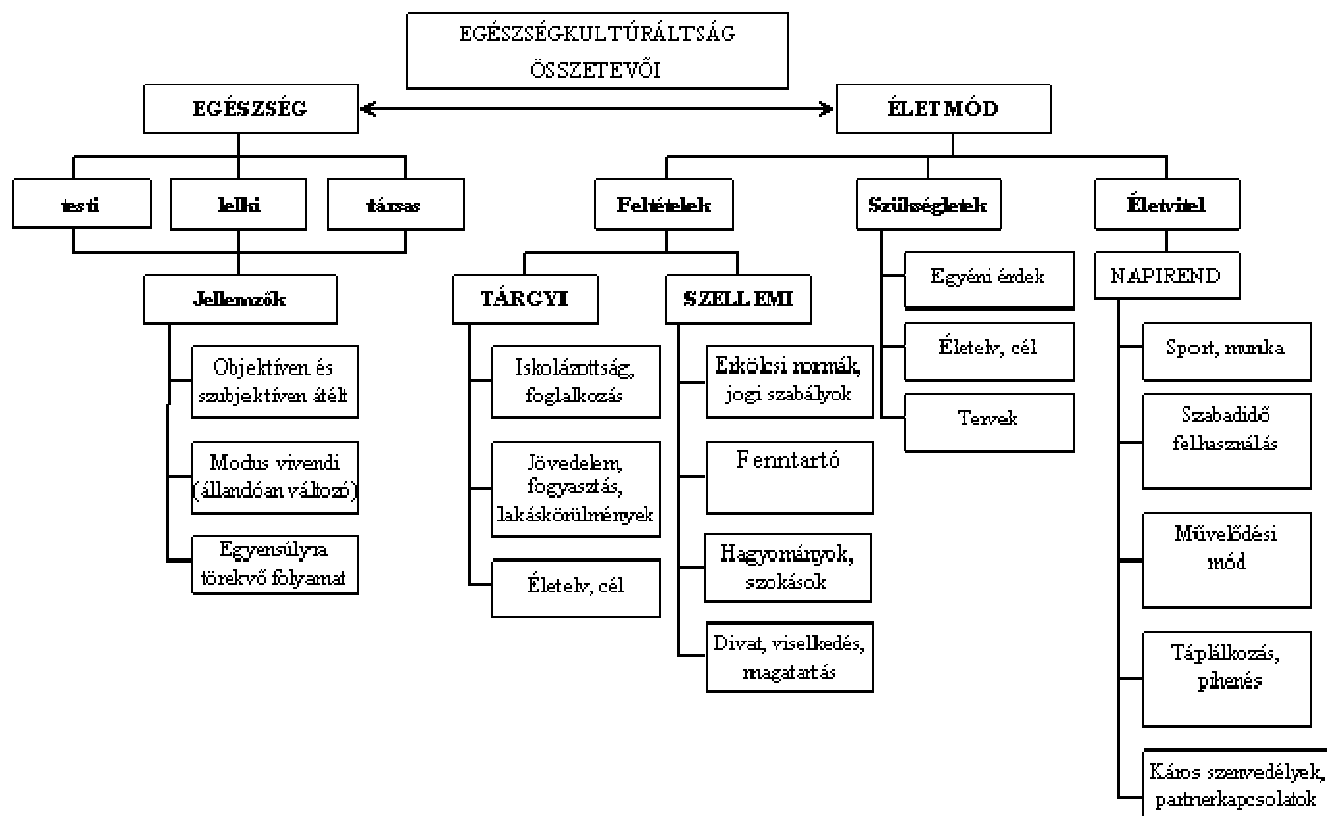 EGÉSZSÉGKULTÚRÁLTSÁG
ÖSSZETEVŐI
EGÉSZSÉG
ÉLETMÓD
testi
lelki
társas
Feltételek
Szükségletek
Életvitel
Jellemzők
TÁRGYI
SZELLEMI
Egyéni érdek
NAPIREND
Objektíven és
szubjektíven átélt
Iskolázottság,
foglalkozás
Erkölcsi normák,
jogi szabályok
Életelv, cél
Sport, munka
Modus vivendi
(állandóan változó)
Jövedelem,
fogyasztás,
lakáskörülmények
Fenntartó
Tervek
Szabadidő
felhasználás
Egyensúlyra
törekvő folyamat
Életelv, cél
Hagyományok,
szokások
Művelődési
mód
Divat, viselkedés,
magatartás
Táplálkozás,
pihenés
Káros szenvedélyek,
partnerkapcsolatok